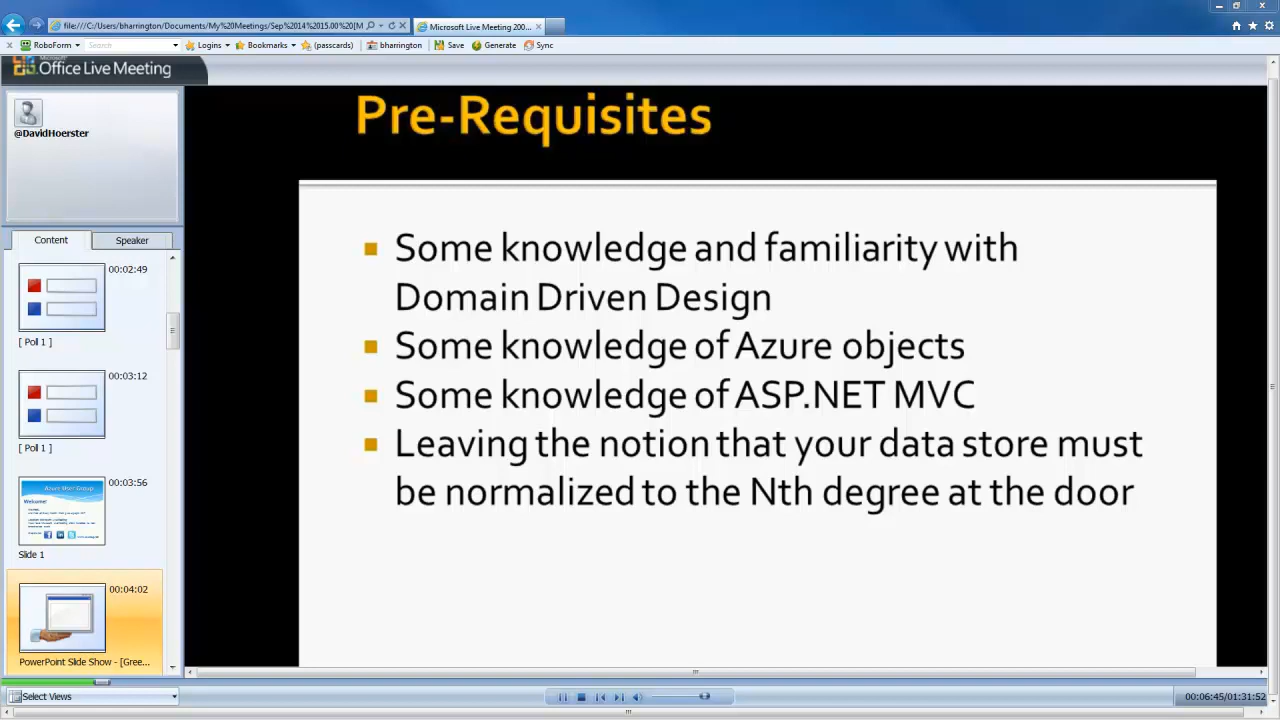 file:///C:/Users/bharrington/Documents/My%20Meetings/Sep%2014%2015.00 [M
Microsoft Live Meeting 200...
RoboForm
Search
Logins
Bookmarks
(passcards)
bharrington
Save
Generate
Sync
Microsoft
Office Live Meeting
@DavidHoerster
Content
Speaker
00:02:49
[ Poll 1 ]
00:03:12
[ Poll 1 ]
00:03:56
Azure User Group
Welcome!
Slide 1
00:04:02
PowerPoint Slide Show - [Gree...
Select Views
Pre-Requisites
Some knowledge and familiarity with
Domain Driven Design
Some knowledge of Azure objects
Some knowledge of ASP.NET MVC
Leaving the notion that your data store must
be normalized to the Nth degree at the door
00:06:45/01:31:52